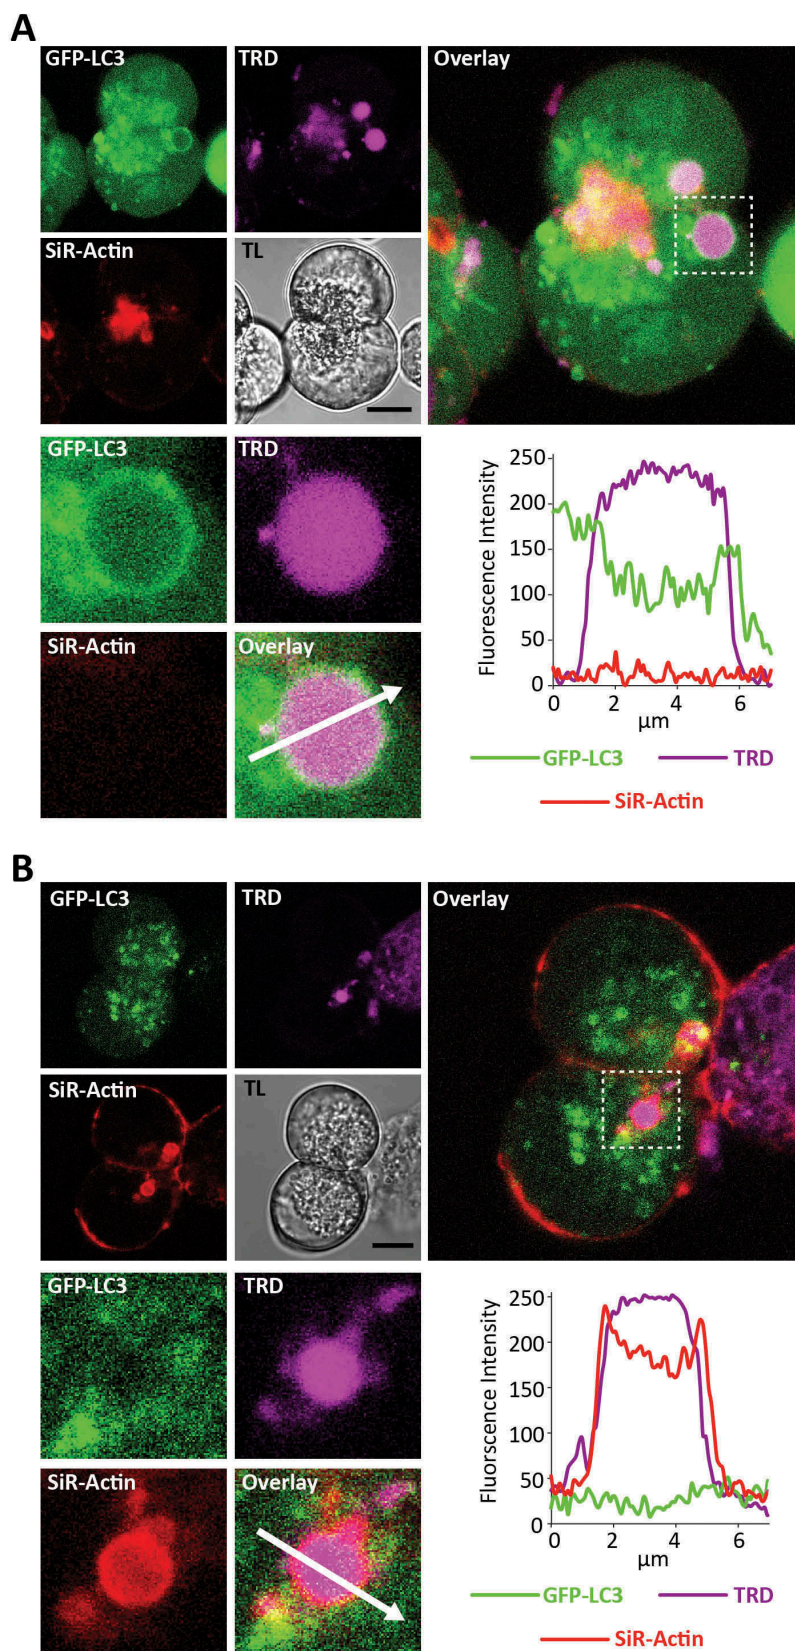 A
GFP-LC3
TRD
Overlay
SiR-Actin
TL
GFP-LC3
TRD
SiR-Actin
Overlay
Fluorescence Intensity
250
200
150
100
50
0
0 2 4 6
µm
GFP-LC3 TRD
SiR-Actin
B
GFP-LC3
TRD
Overlay
SiR-Actin
TL
GFP-LC3
TRD
SiR-Actin
Overlay
Fluorscence Intensity
250
200
150
100
50
0
0 2 4 6
µm
GFP-LC3 TRD
SiR-Actin